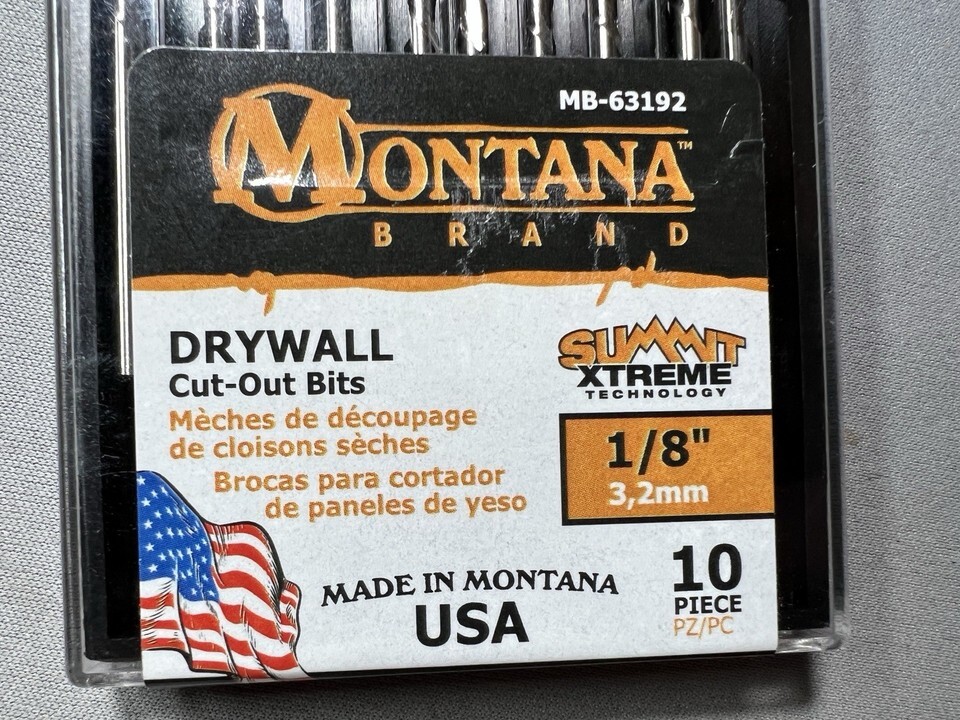 MB-63192
MONTANA™
BRAND
DRYWALL
Cut-Out Bits
Mèches de découpage
de cloisons sèches
Brocas para cortador
de paneles de yeso
SUMMIT
XTREME
TECHNOLOGY
1/8"
3,2mm
MADE IN MONTANA
USA
10
PIECE
PZ/PC